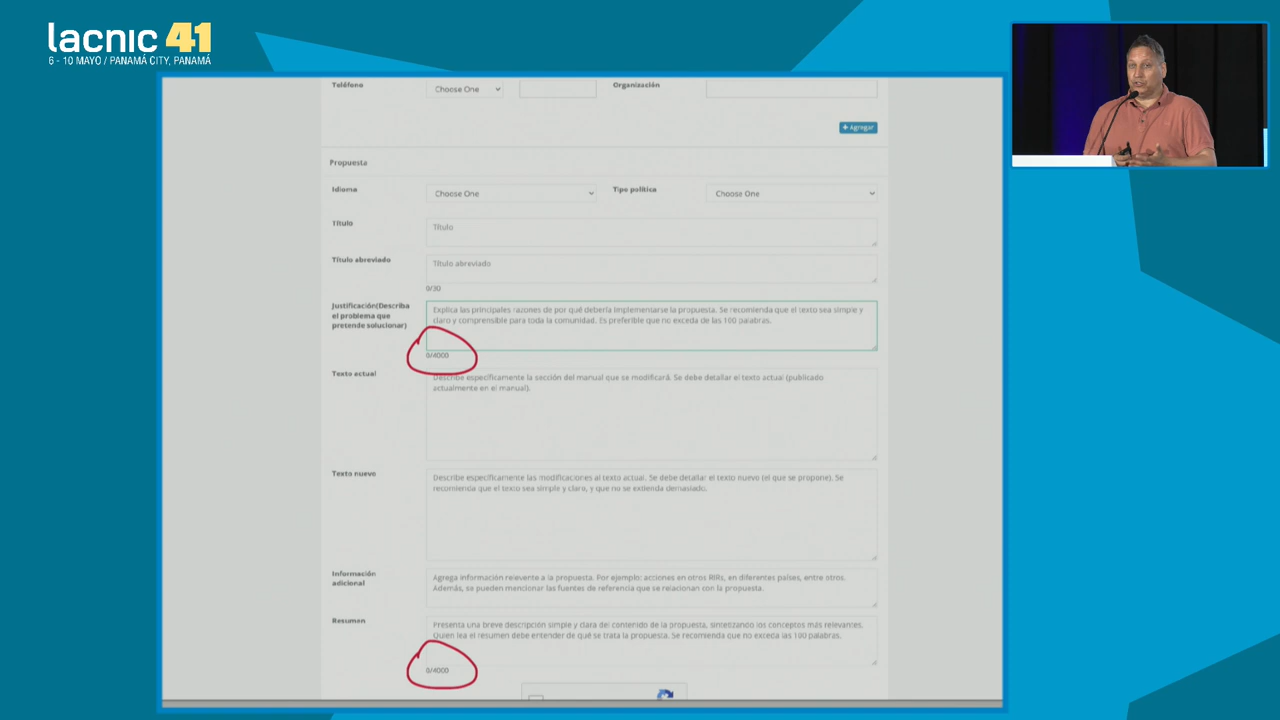 lacnic 41
6 - 10 MAYO / PANAMÁ CITY, PANAMÁ
Teléfono
Choose One
Organización
+ Agregar
Propuesta
Idioma
Choose One
Tipo política
Choose One
Título
Título
Título abreviado
Título abreviado
0/30
Justificación(Describa
el problema que
pretende solucionar)
Explica las principales razones de por qué debería implementarse la propuesta. Se recomienda que el texto sea simple y
claro y comprensible para toda la comunidad. Es preferible que no exceda de las 100 palabras.
0/4000
Texto actual
Describe específicamente la sección del manual que se modificará. Se debe detallar el texto actual (publicado
actualmente en el manual).
Texto nuevo
Describe específicamente las modificaciones al texto actual. Se debe detallar el texto nuevo (el que se propone). Se
recomienda que el texto sea simple y claro, y que no se extienda demasiado.
Información
adicional
Agrega información relevante a la propuesta. Por ejemplo: acciones en otros RIRs, en diferentes países, entre otros.
Además, se pueden mencionar las fuentes de referencia que se relacionan con la propuesta.
Resumen
Presenta una breve descripción simple y clara del contenido de la propuesta, sintetizando los conceptos más relevantes.
Quien lea el resumen debe entender de qué se trata la propuesta. Se recomienda que no exceda las 100 palabras.
0/4000